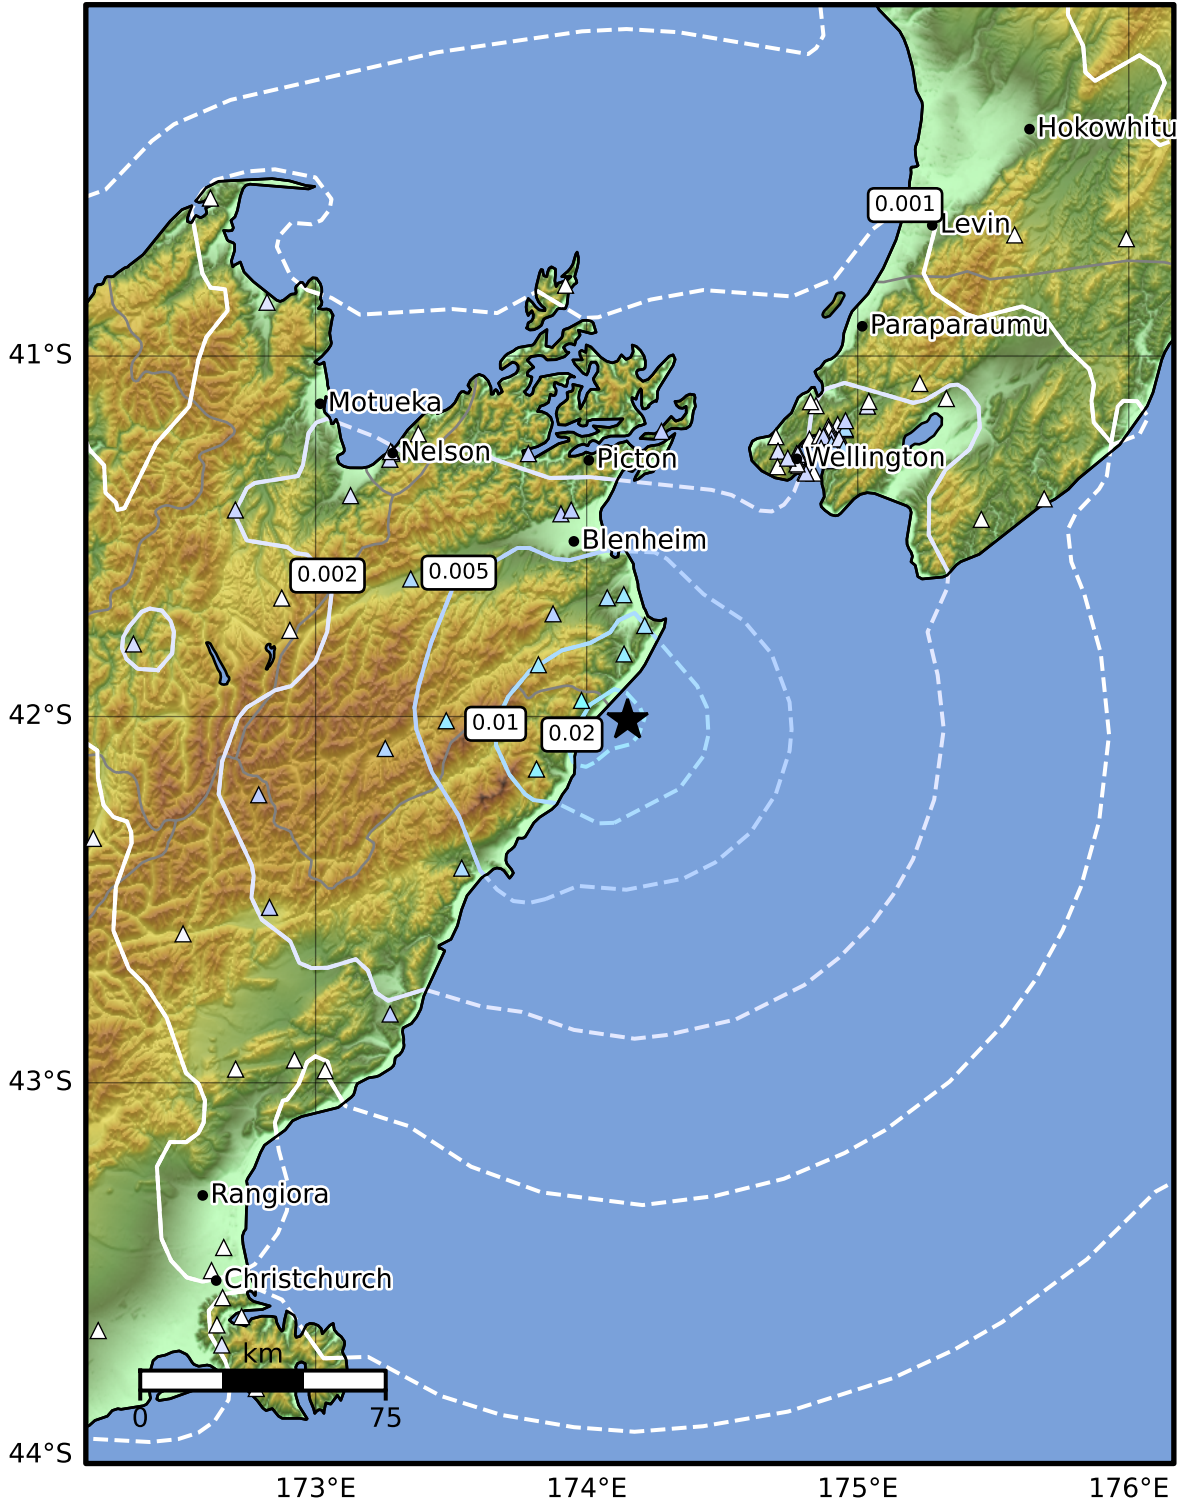 Hokowhitu
0.001
Levin
Paraparaumu
41°S
Motueka
Nelson
Picton
Wellington
Blenheim
0.002
0.005
42°S
0.01
0.02
43°S
Rangiora
Christchurch
km
0
75
44°S
173°E
174°E
175°E
176°E